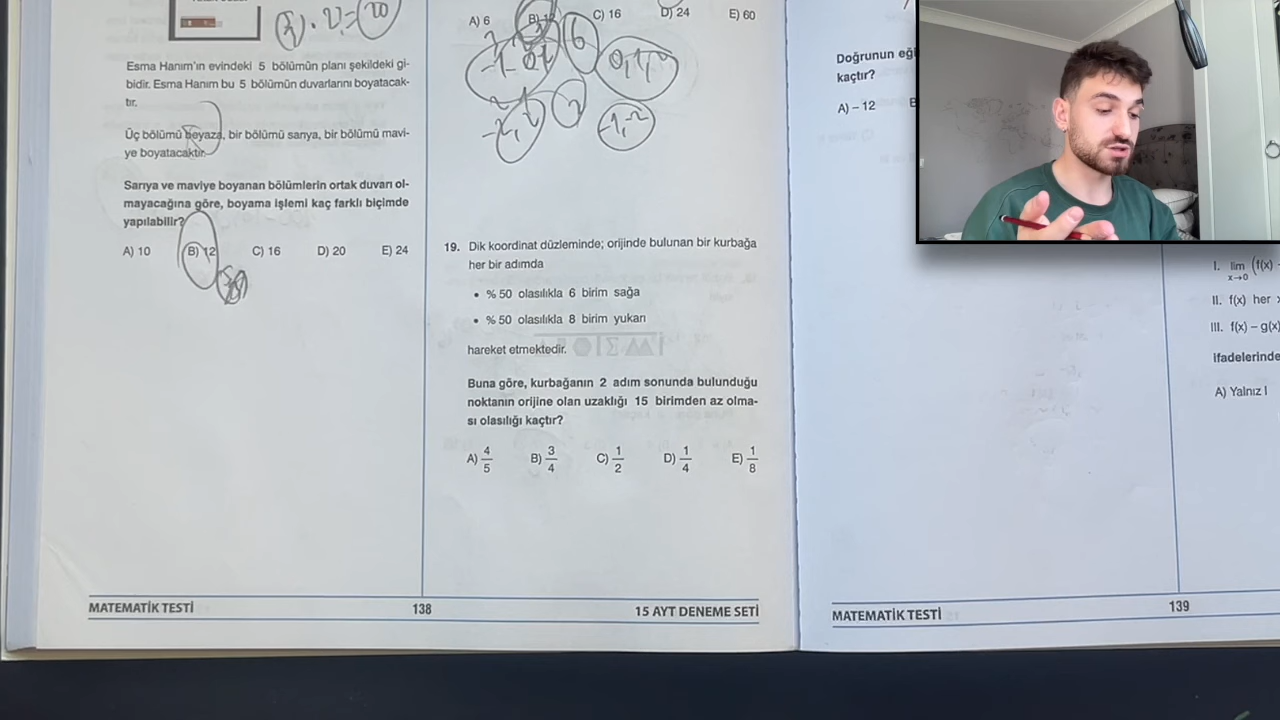 Esma Hanım'ın evindeki 5 bölümün planı şekildeki gi-
bidir. Esma Hanım bu 5 bölümün duvarlarını boyatacak-
tır.
Üç bölümü beyaza, bir bölümü sarıya, bir bölümü mavi-
ye boyatacaktır.
Sarıya ve maviye boyanan bölümlerin ortak duvarı ol-
mayacağına göre, boyama işlemi kaç farklı biçimde
yapılabilir?
A) 10 B) 12 C) 16 D) 20 E) 24
MATEMATİK TESTİ
138
A) 6 B) C) 16 D) 24 E) 60
19. Dik koordinat düzleminde; orijinde bulunan bir kurbağa
her bir adımda
• % 50 olasılıkla 6 birim sağa
• % 50 olasılıkla 8 birim yukarı
hareket etmektedir.
Buna göre, kurbağanın 2 adım sonunda bulunduğu
noktanın orijine olan uzaklığı 15 birimden az olma-
sı olasılığı kaçtır?
A) 4/5 B) 3/4 C) 1/2 D) 1/4 E) 1/8
15 AYT DENEME SETİ
Doğrunun eği
kaçtır?
A) – 12
MATEMATİK TESTİ
139
I. lim x→0 (f(x) -
II. f(x) her
III. f(x) – g(x)
ifadelerinde
A) Yalnız I